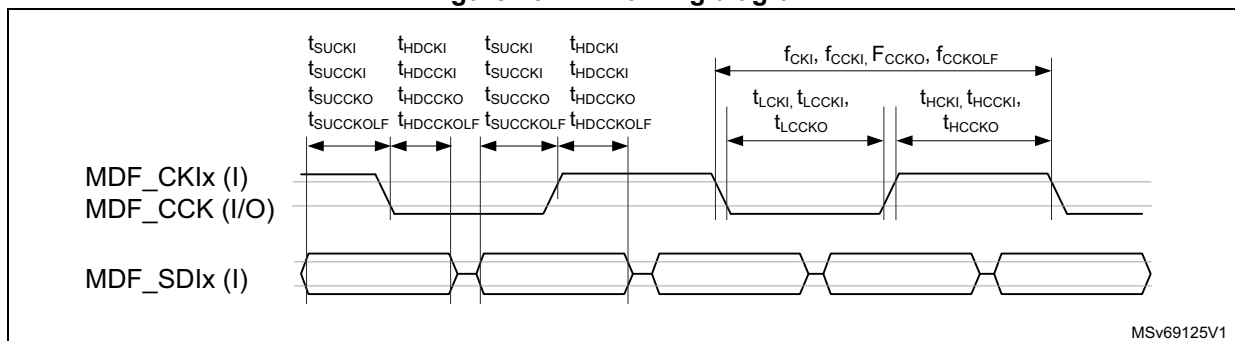 tSUCKI tHDCKI tSUCKI tHDCKI
tSUCCKI tHDCCKI tSUCCKI tHDCCKI
tSUCCKO tHDCCKO tSUCCKO tHDCCKO
tSUCCKOLF tHDCCKOLF tSUCCKOLF tHDCCKOLF
fCKI, fCCKI, FCCKO, fCCKOLF
tLCKI, tLCCKI, tHCKI, tHCCKI,
tLCCKO tHCCKO
MDF_CKIx (I)
MDF_CCK (I/O)
MDF_SDIx (I)
MSv69125V1